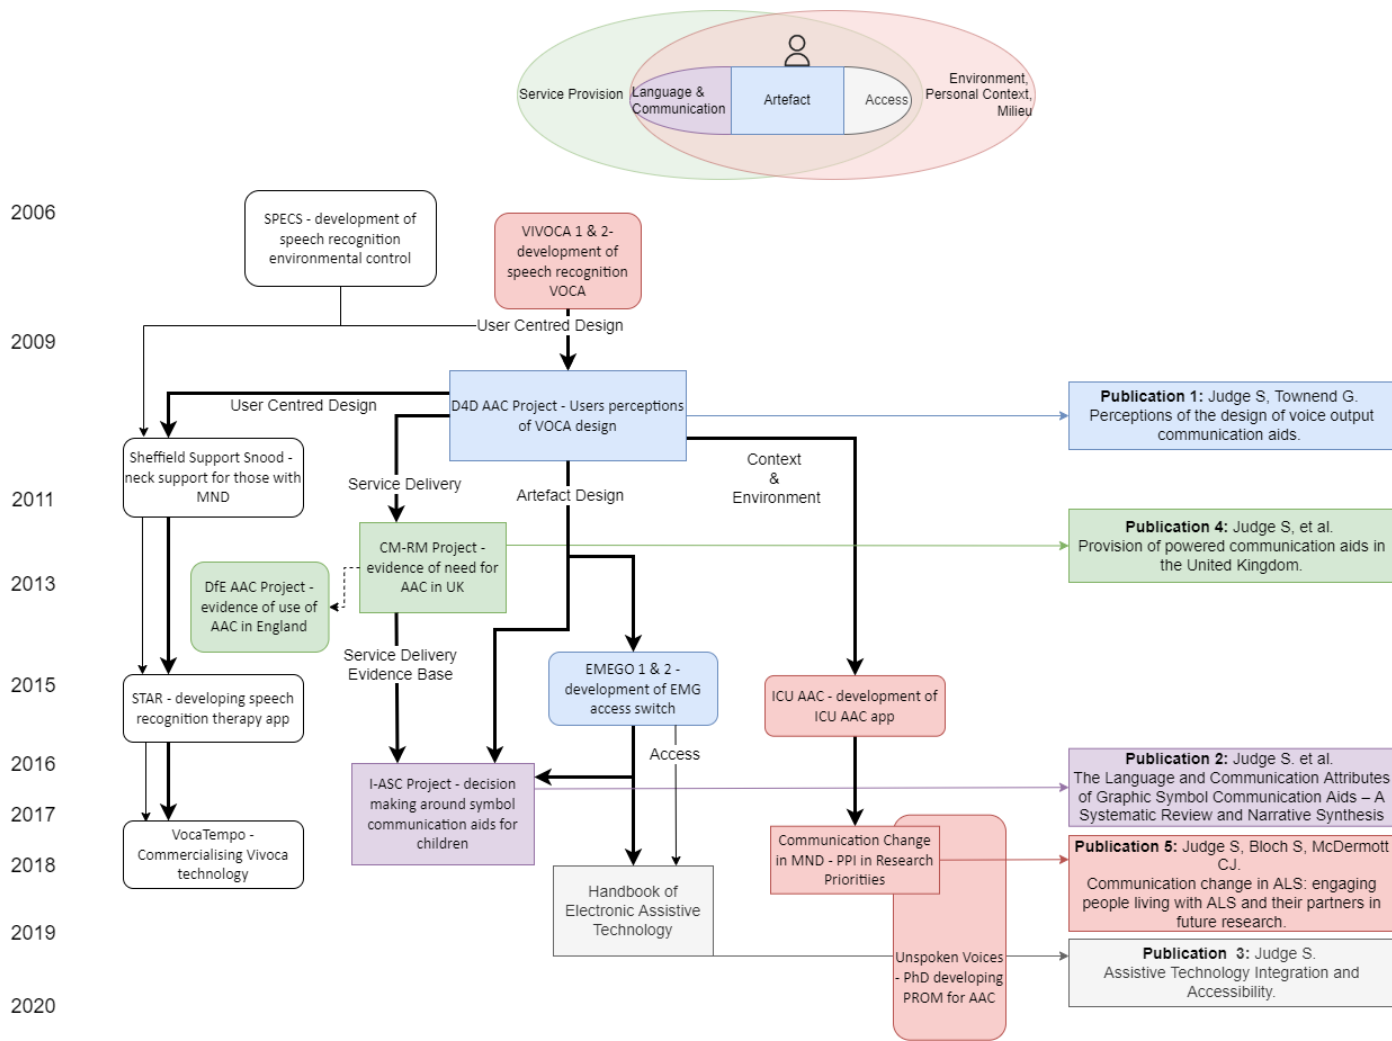 Service Provision
Language &
Communication
Artefact
Access
Environment,
Personal Context,
Milieu
2006
SPECS - development of
speech recognition
environmental control
VIVOCA 1 & 2-
development of
speech recognition
VOCA
User Centred Design
2009
D4D AAC Project - Users perceptions
of VOCA design
User Centred Design
Publication 1: Judge S, Townend G.
Perceptions of the design of voice output
communication aids.
Sheffield Support Snood -
neck support for those with
MND
Service Delivery
Artefact Design
Context
&
Environment
2011
CM-RM Project -
evidence of need for
AAC in UK
Publication 4: Judge S, et al.
Provision of powered communication aids in
the United Kingdom.
2013
DfE AAC Project -
evidence of use of
AAC in England
Service Delivery
Evidence Base
2015
STAR - developing speech
recognition therapy app
EMEGO 1 & 2 -
development of EMG
access switch
ICU AAC - development of
ICU AAC app
Access
2016
I-ASC Project - decision
making around symbol
communication aids for
children
Publication 2: Judge S. et al.
The Language and Communication Attributes
of Graphic Symbol Communication Aids – A
Systematic Review and Narrative Synthesis
2017
VocaTempo -
Commercialising Vivoca
technology
Communication Change
in MND - PPI in Research
Prioritiies
Publication 5: Judge S, Bloch S, McDermott
CJ.
Communication change in ALS: engaging
people living with ALS and their partners in
future research.
2018
Handbook of
Electronic Assistive
Technology
2019
Unspoken Voices
- PhD developing
PROM for AAC
Publication  3: Judge S.
Assistive Technology Integration and
Accessibility.
2020